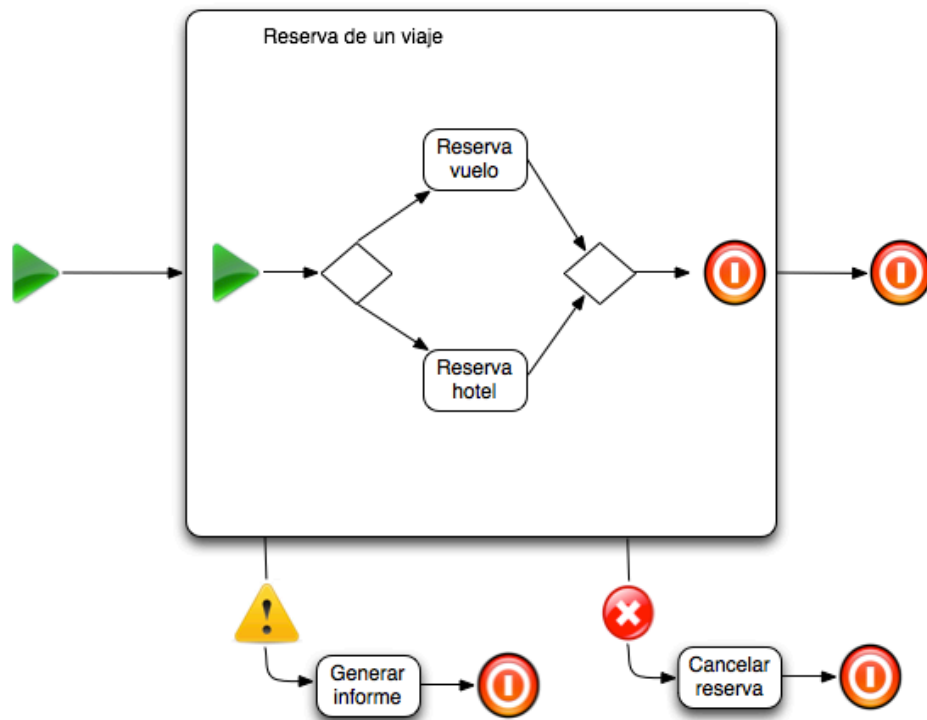 Reserva de un viaje
Reserva
vuelo
Reserva
hotel
Generar
informe
Cancelar
reserva